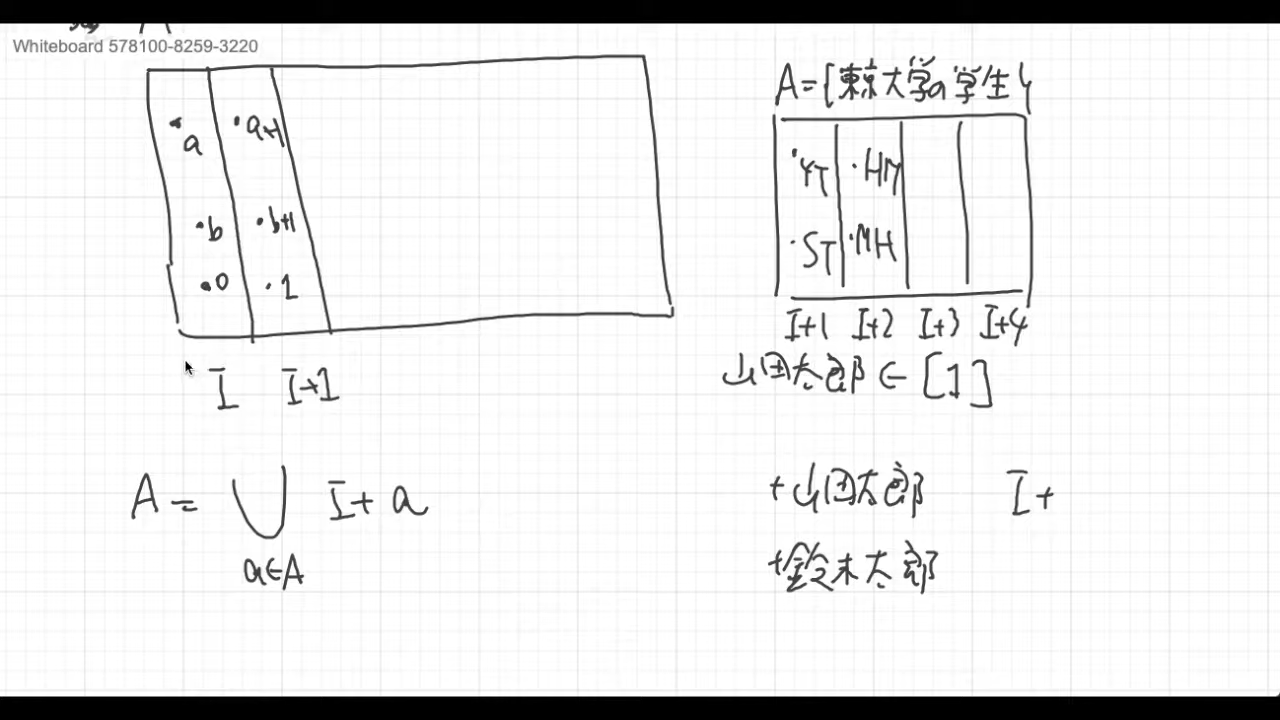 Whiteboard 578100-8259-3220
a
a+1
b
b+1
0
1
I I+1
A= ⋃ I+a
a∈A
A={東京大学の学生}
YT HM
ST MH
I+1 I+2 I+3 I+4
山田太郎∈[1]
+山田太郎 I+
+鈴木太郎